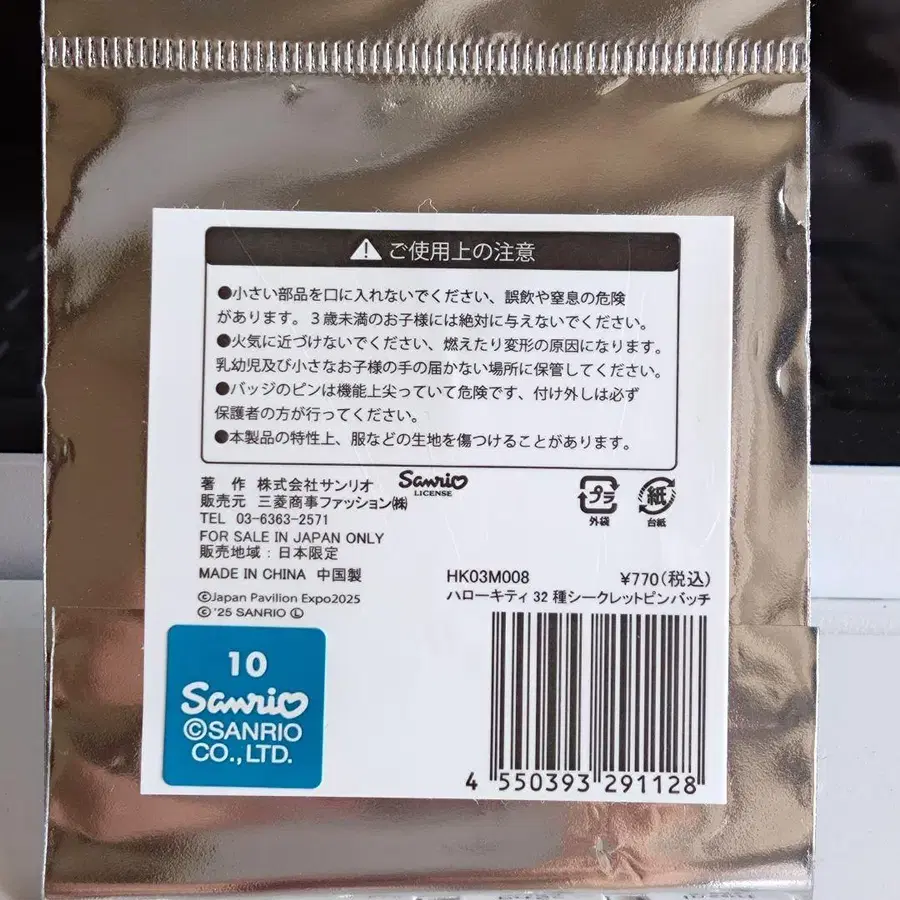 ご使用上の注意
●小さい部品を口に入れないでください、誤飲や窒息の危険
があります。3歳未満のお子様には絶対に与えないでください。
●火気に近づけないでください、燃えたり変形の原因になります。
乳幼児及び小さなお子様の手の届かない場所に保管してください。
●バッジのピンは機能上尖っていて危険です、付け外しは必ず
保護者の方が行ってください。
●本製品の特性上、服などの生地を傷つけることがあります。
著 作 株式会社サンリオ
Sanrio
LICENSE
販売元 三菱商事ファッション㈱
TEL 03-6363-2571
FOR SALE IN JAPAN ONLY
販売地域：日本限定
MADE IN CHINA 中国製
©Japan Pavilion Expo2025
© '25 SANRIO Ⓛ
プラ
外袋
紙
台紙
HK03M008 ¥770(税込)
ハローキティ 32 種シークレットピンバッチ
10
Sanrio
©SANRIO
CO.,LTD.
4 550393 291128